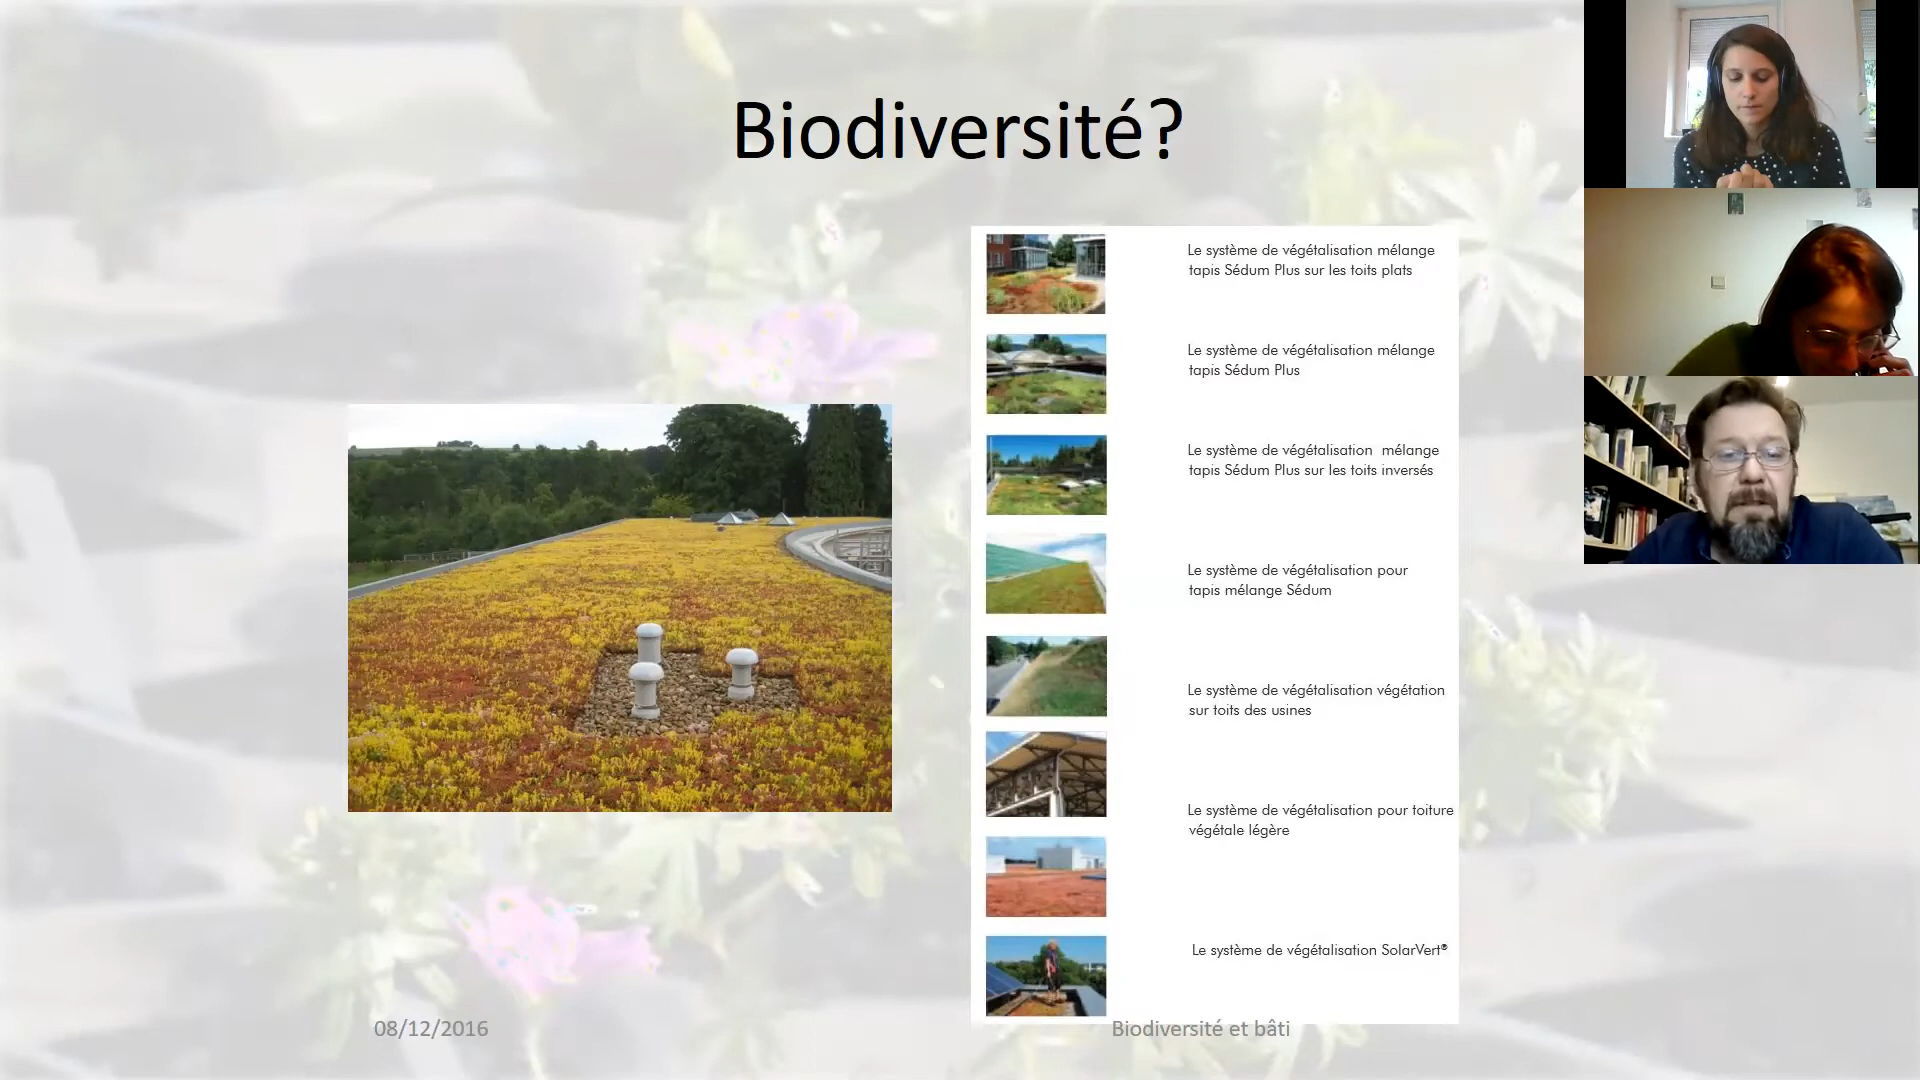 Biodiversité?
Le système de végétalisation mélange
tapis Sédum Plus sur les toits plats
Le système de végétalisation mélange
tapis Sédum Plus
Le système de végétalisation  mélange
tapis Sédum Plus sur les toits inversés
Le système de végétalisation pour
tapis mélange Sédum
Le système de végétalisation végétation
sur toits des usines
Le système de végétalisation pour toiture
végétale légère
Le système de végétalisation SolarVert®
08/12/2016
Biodiversité et bâti